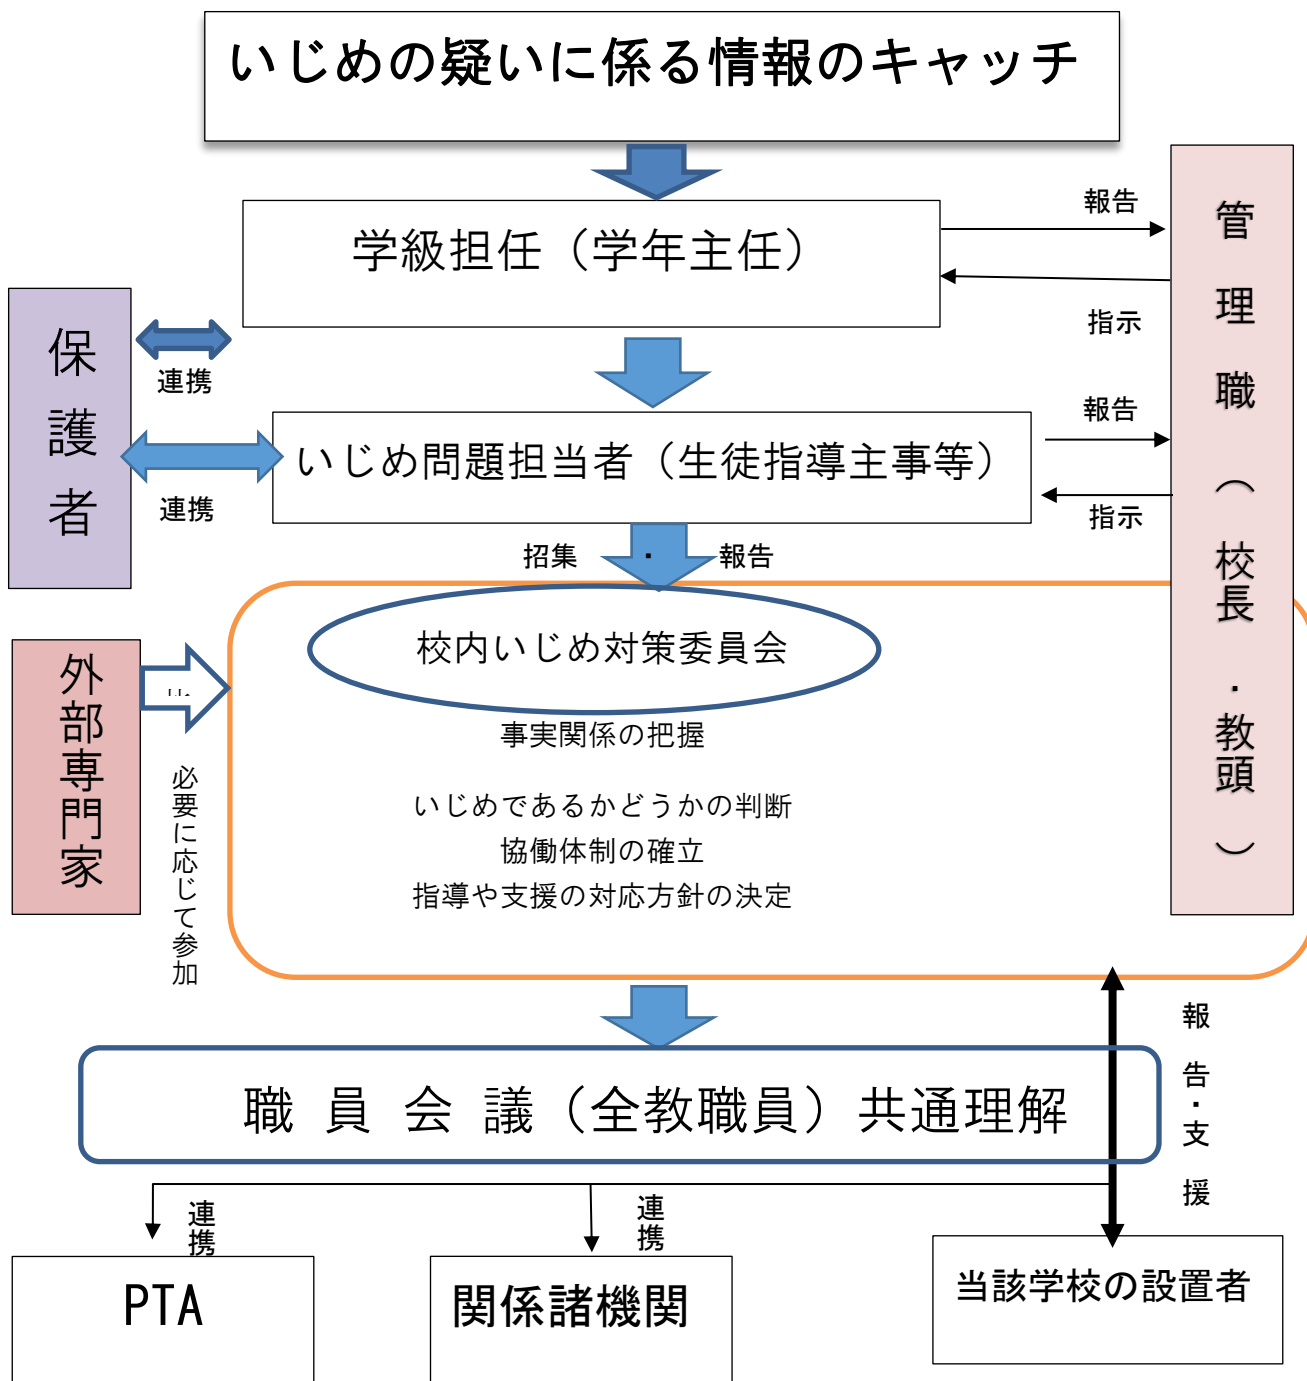 いじめの疑いに係る情報のキャッチ
学級担任（学年主任）
報告
指示
管理職（校長・教頭）
保護者
連携
いじめ問題担当者（生徒指導主事等）
報告
指示
連携
招集・報告
校内いじめ対策委員会
外部専門家
必要に応じて参加
事実関係の把握
いじめであるかどうかの判断
協働体制の確立
指導や支援の対応方針の決定
報告・支援
職員会議（全教職員）共通理解
連携
連携
PTA
関係諸機関
当該学校の設置者